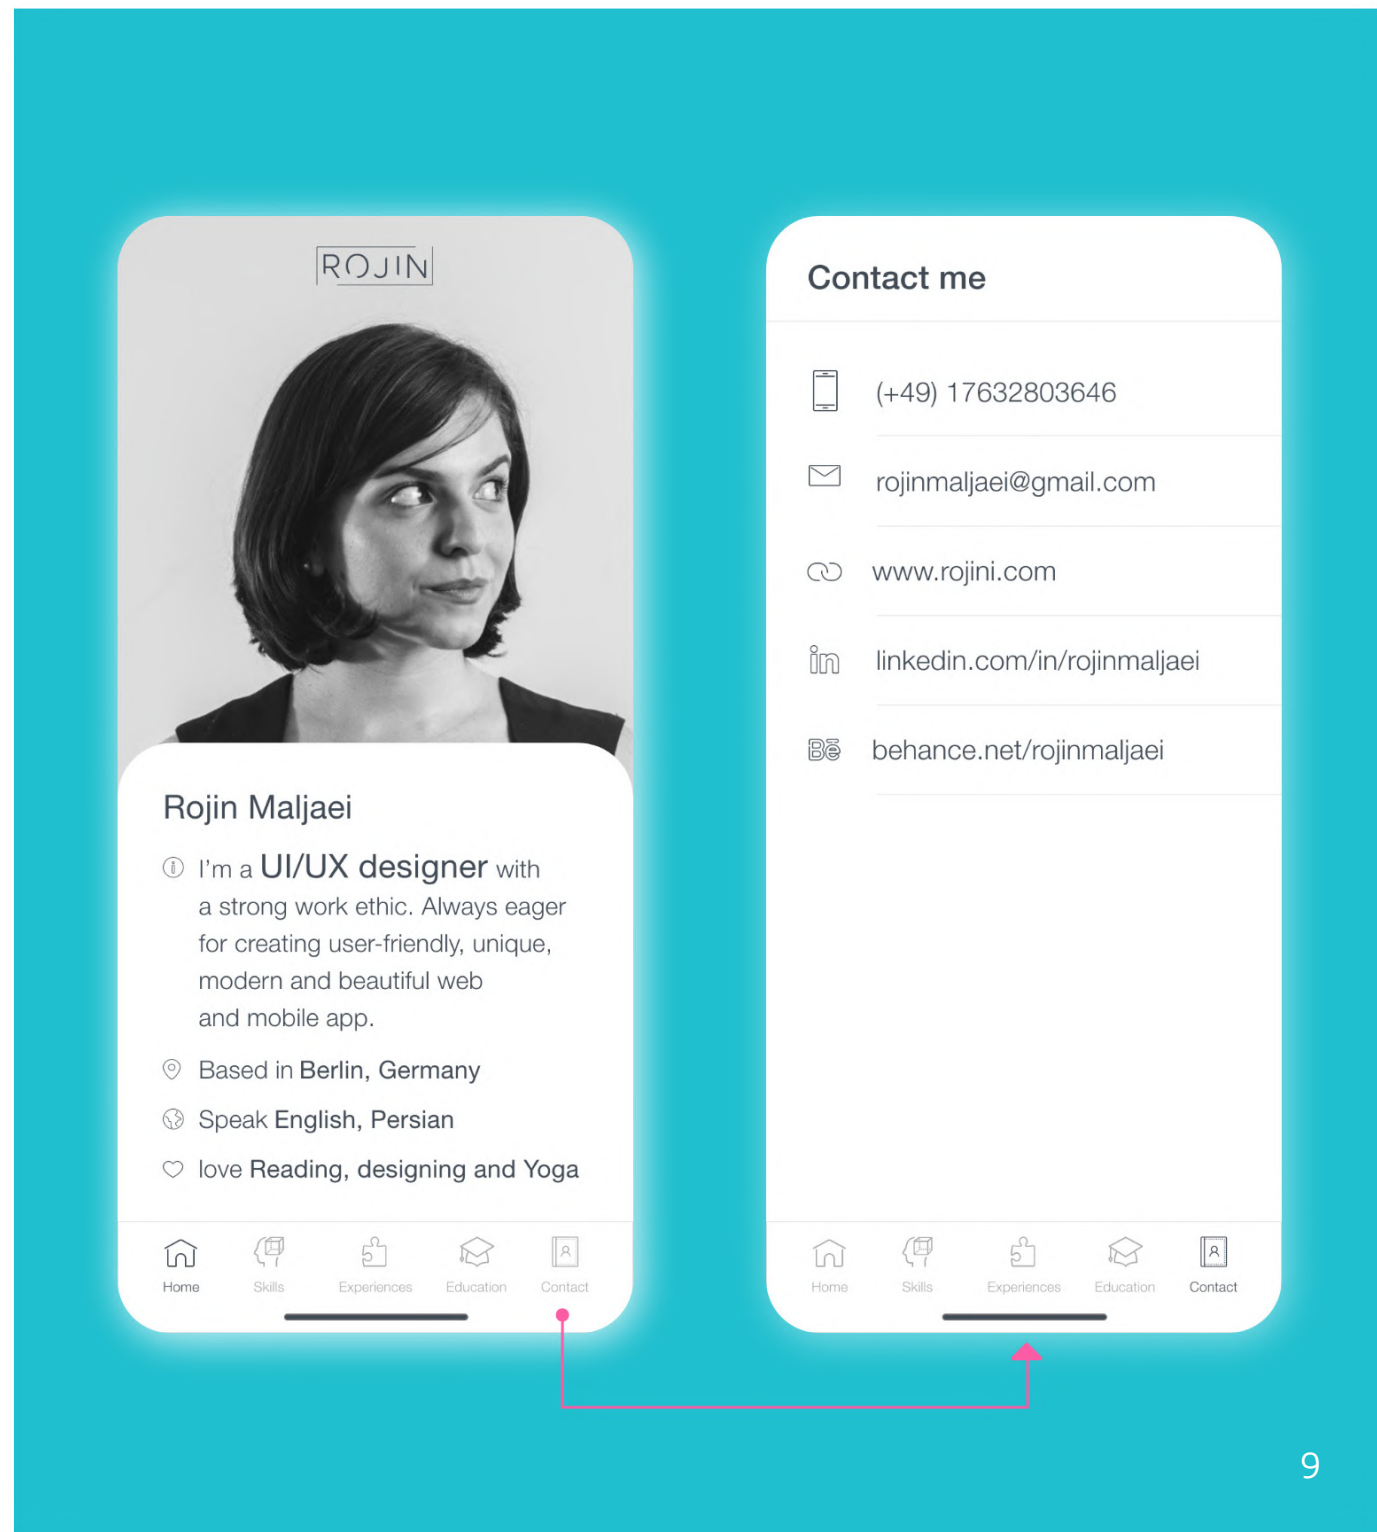 ROJIN
Rojin Maljaei
I'm a UI/UX designer with
a strong work ethic. Always eager
for creating user-friendly, unique,
modern and beautiful web
and mobile app.
Based in Berlin, Germany
Speak English, Persian
love Reading, designing and Yoga
Home Skills Experiences Education Contact
Contact me
(+49) 17632803646
rojinmaljaei@gmail.com
www.rojini.com
in linkedin.com/in/rojinmaljaei
Bē behance.net/rojinmaljaei
Home Skills Experiences Education Contact
9